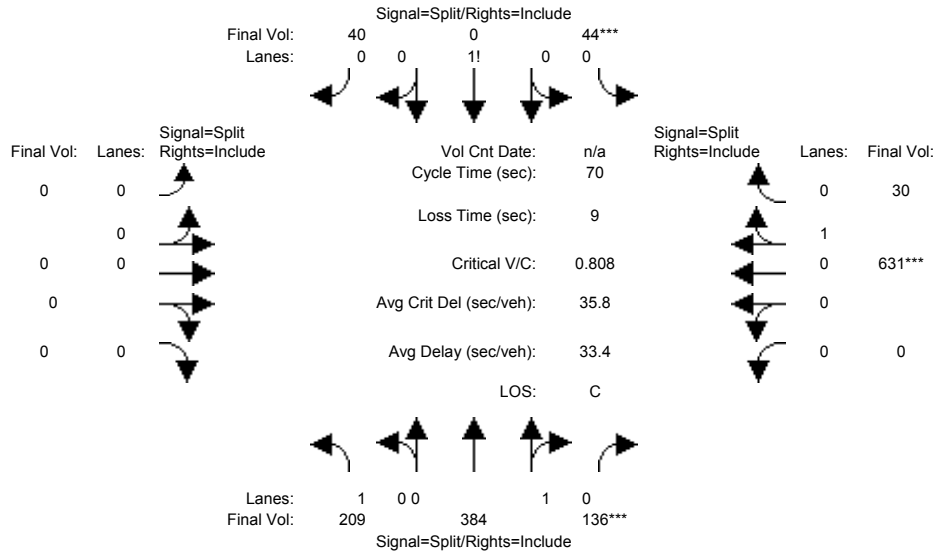 Signal=Split/Rights=Include
Final Vol: 40 0 44***
Lanes: 0 0 1! 0 0
Signal=Split Signal=Split
Final Vol: Lanes: Rights=Include Vol Cnt Date: n/a Rights=Include Lanes: Final Vol:
Cycle Time (sec): 70
0 0 0 30
Loss Time (sec): 9
0 1
0 0 Critical V/C: 0.808 0 631***
0 Avg Crit Del (sec/veh): 35.8 0
0 0 Avg Delay (sec/veh): 33.4 0 0
LOS: C
Lanes: 1 0 0 1 0
Final Vol: 209 384 136***
Signal=Split/Rights=Include